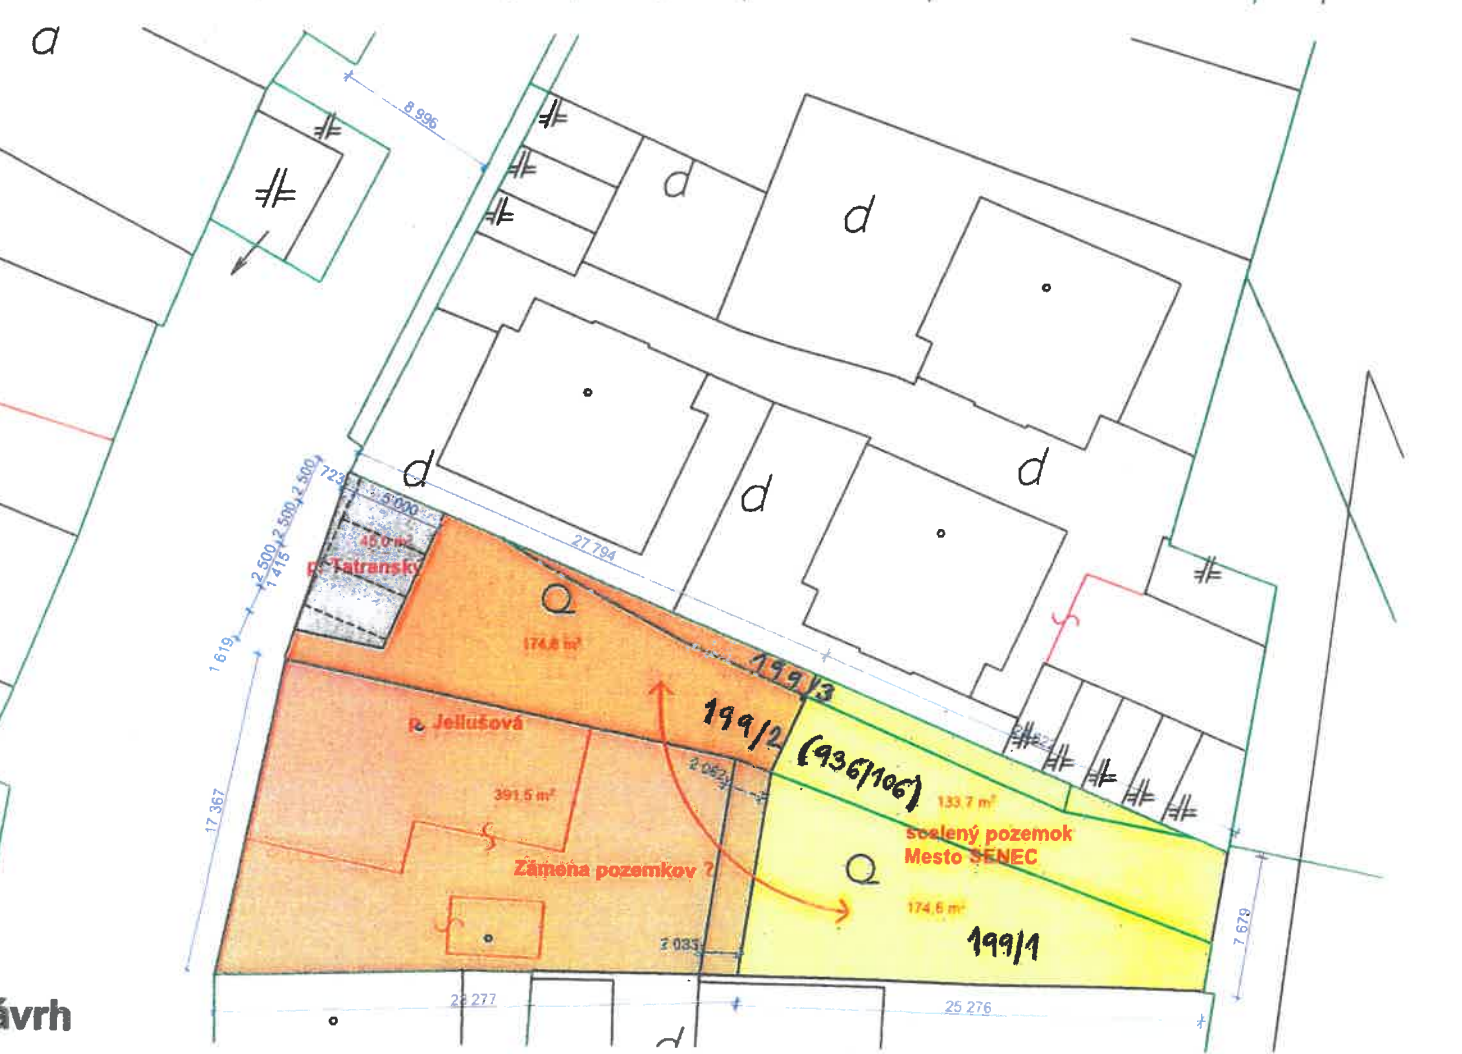 a
8 996
d
d
723
2 500
5 000
d
d
d
2 500
45,0 m²
27 794
2 500
p. Tatranský
1 415
Q
1 619
174,6 m²
199/3
199/2
p. Jellušová
(936/106)
2 062
391,5 m²
133,7 m²
17 367
scelený pozemok
Mesto SENEC
Zámena pozemkov ?
Q
174,6 m²
7 679
2 033
199/1
23 277
25 276
d